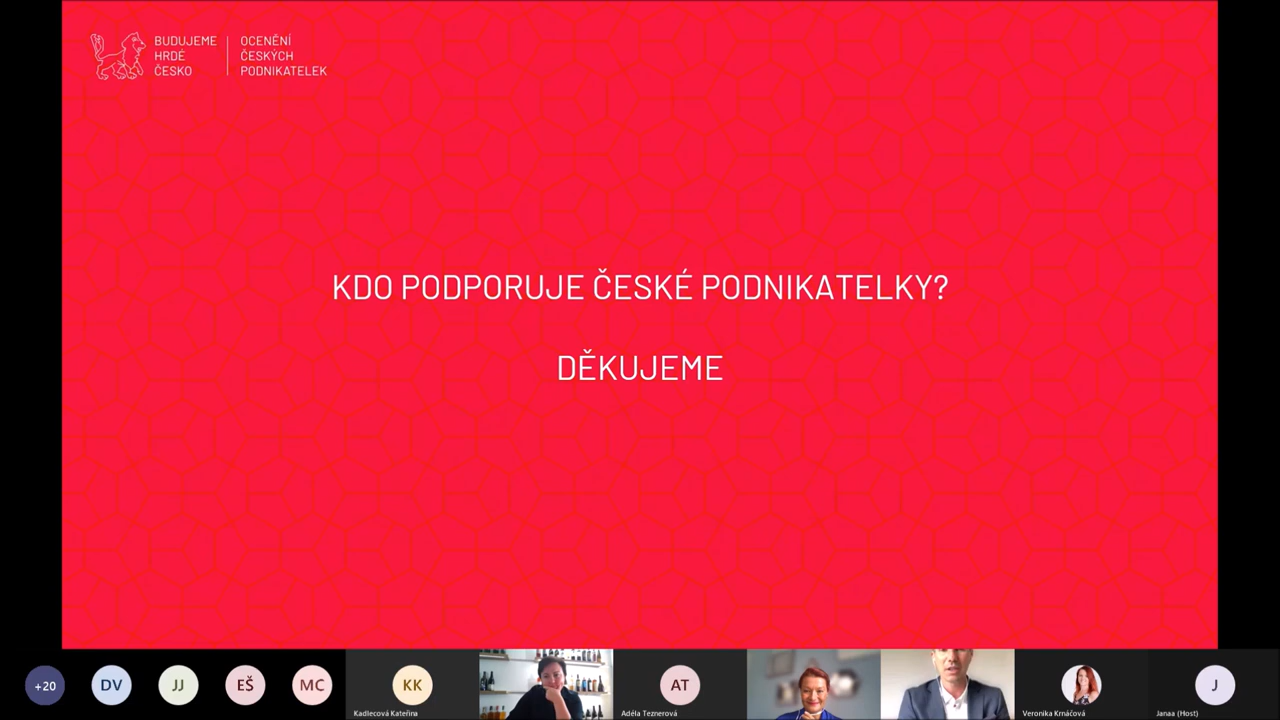 BUDUJEME
HRDÉ
ČESKO
OCENĚNÍ
ČESKÝCH
PODNIKATELEK
KDO PODPORUJE ČESKÉ PODNIKATELKY?
DĚKUJEME
+20
DV
JJ
EŠ
MC
KK
Kadlecová Kateřina
AT
Adéla Teznerová
Veronika Krnáčová
J
Janaa (Host)